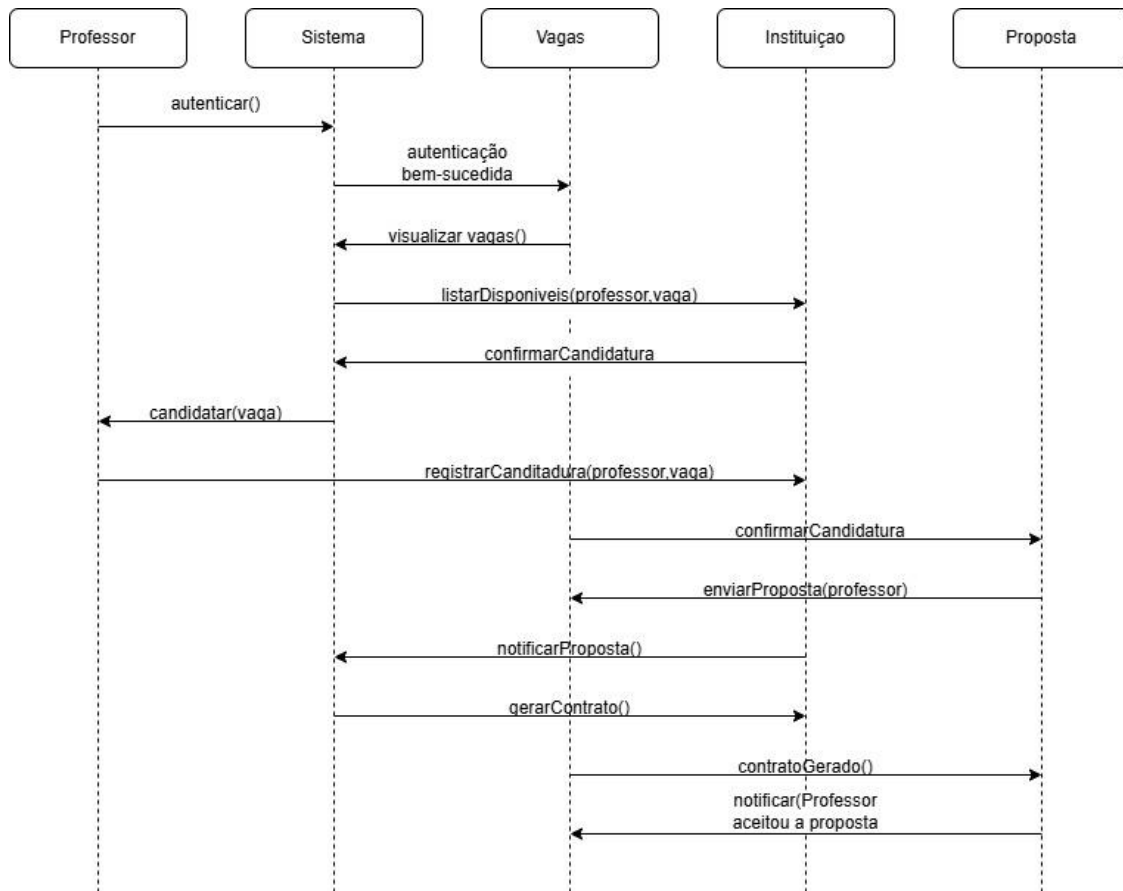 Professor
Sistema
Vagas
Instituiçao
Proposta
autenticar()
autenticação
bem-sucedida
visualizar vagas()
listarDisponiveis(professor,vaga)
confirmarCandidatura
candidatar(vaga)
registrarCanditadura(professor,vaga)
confirmarCandidatura
enviarProposta(professor)
notificarProposta()
gerarContrato()
contratoGerado()
notificar(Professor
aceitou a proposta